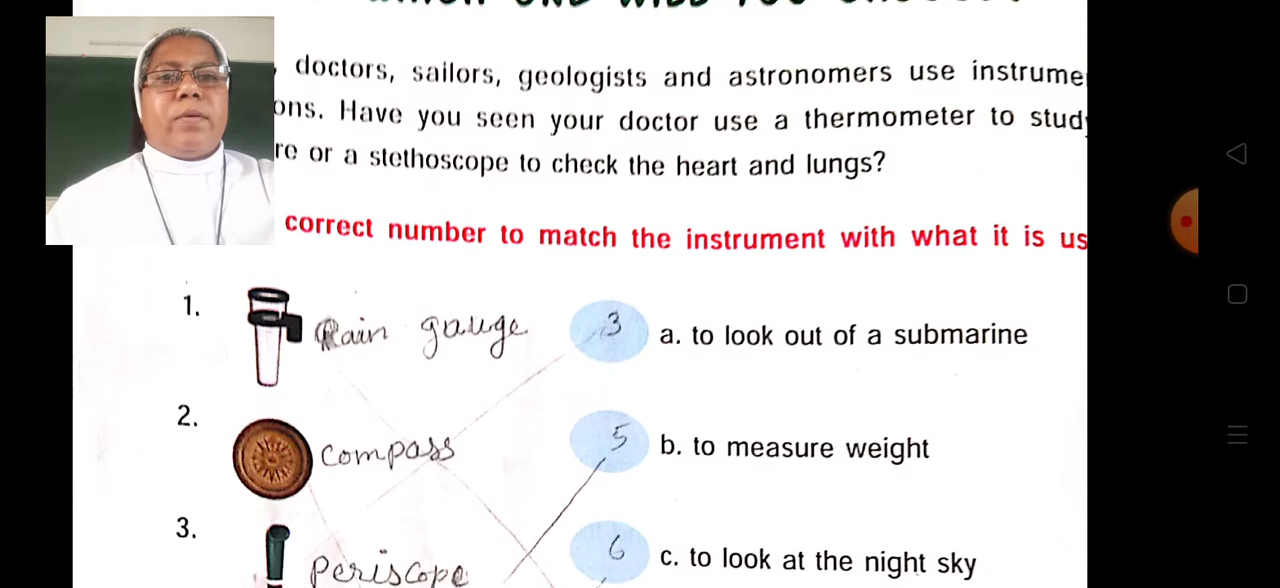 doctors, sailors, geologists and astronomers use
ons. Have you seen your doctor use a thermometer to
re or a stethoscope to check the heart and lungs?
correct number to match the instrument with what it is
1. Rain gauge 3 a. to look out of a submarine
2. compass 5 b. to measure weight
3. Periscope 6 c. to look at the night sky